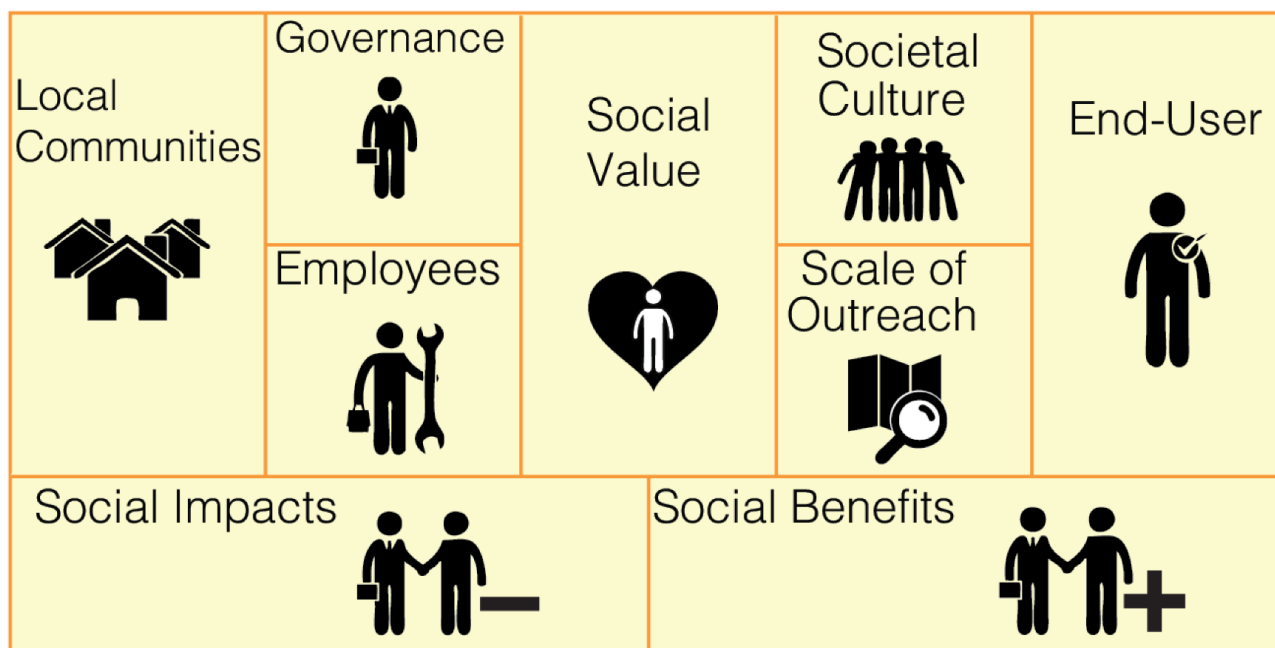 Local
Communities
Governance
Employees
Social
Value
Societal
Culture
Scale of
Outreach
End-User
Social Impacts
Social Benefits